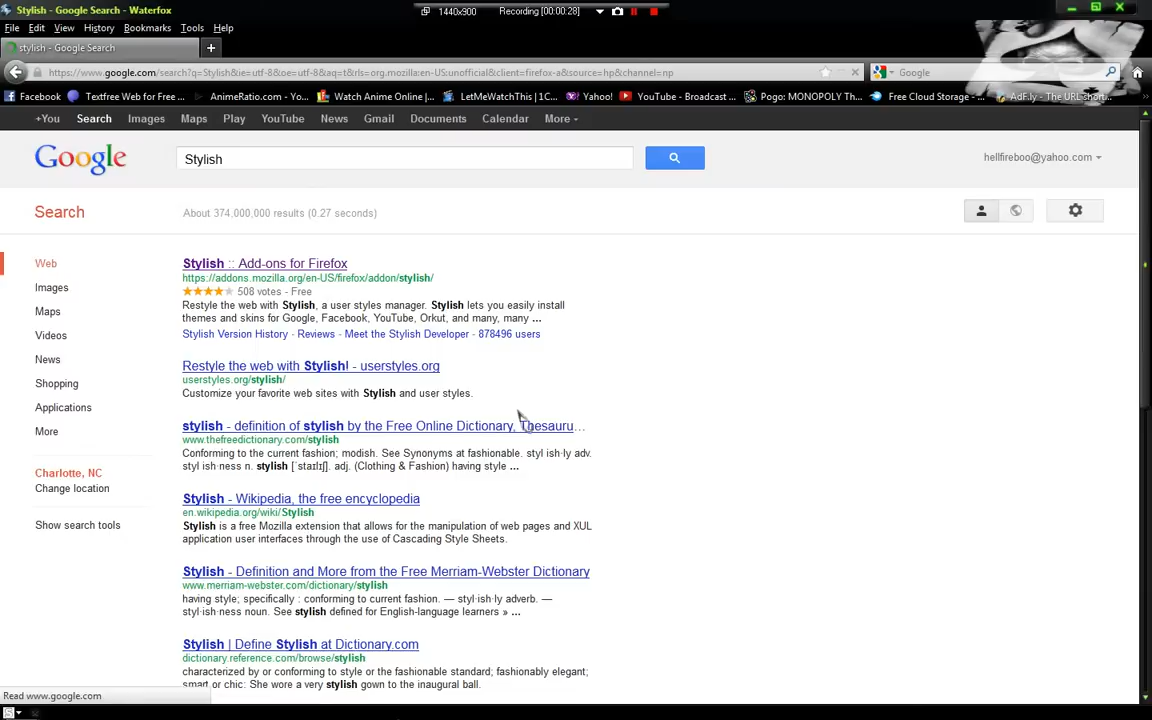 Stylish - Google Search - Waterfox
1440x900
Recording [00:00:28]
File Edit View History Bookmarks Tools Help
stylish - Google Search
https://www.google.com/search?q=Stylish&ie=utf-8&oe=utf-8&aq=t&rls=org.mozilla:en-US:unofficial&client=firefox-a&source=hp&channel=np
Google
Facebook Textfree Web for Free ... AnimeRatio.com - Yo... Watch Anime Online |... LetMeWatchThis | 1C... Yahoo! YouTube - Broadcast ... Pogo: MONOPOLY Th... Free Cloud Storage - ... AdF.ly - The URL short...
+You Search Images Maps Play YouTube News Gmail Documents Calendar More
Google
Stylish
hellfireboo@yahoo.com
Search
About 374,000,000 results (0.27 seconds)
Web
Images
Maps
Videos
News
Shopping
Applications
More
Charlotte, NC
Change location
Show search tools
Stylish :: Add-ons for Firefox
https://addons.mozilla.org/en-US/firefox/addon/stylish/
508 votes - Free
Restyle the web with Stylish, a user styles manager. Stylish lets you easily install
themes and skins for Google, Facebook, YouTube, Orkut, and many, many ...
Stylish Version History - Reviews - Meet the Stylish Developer - 878496 users
Restyle the web with Stylish! - userstyles.org
userstyles.org/stylish/
Customize your favorite web sites with Stylish and user styles.
stylish - definition of stylish by the Free Online Dictionary, Thesauru...
www.thefreedictionary.com/stylish
Conforming to the current fashion; modish. See Synonyms at fashionable. styl·ish·ly adv.
styl·ish·ness n. stylish [ˈstaɪlɪʃ]. adj. (Clothing & Fashion) having style ...
Stylish - Wikipedia, the free encyclopedia
en.wikipedia.org/wiki/Stylish
Stylish is a free Mozilla extension that allows for the manipulation of web pages and XUL
application user interfaces through the use of Cascading Style Sheets.
Stylish - Definition and More from the Free Merriam-Webster Dictionary
www.merriam-webster.com/dictionary/stylish
having style; specifically : conforming to current fashion. — styl·ish·ly adverb. —
styl·ish·ness noun. See stylish defined for English-language learners » ...
Stylish | Define Stylish at Dictionary.com
dictionary.reference.com/browse/stylish
characterized by or conforming to style or the fashionable standard; fashionably elegant;
smart or chic: She wore a very stylish gown to the inaugural ball.
Read www.google.com